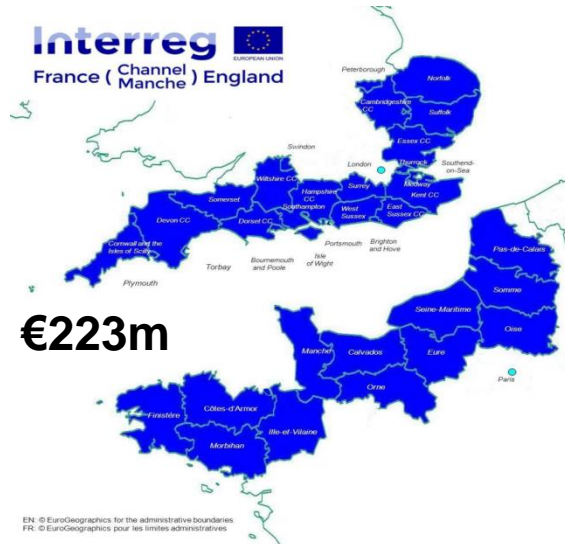 Interreg
EUROPEAN UNION
France ( Channel Manche ) England
Peterborough
Norfolk
Cambridgeshire
CC
Suffolk
Essex CC
Swindon
London
Thurrock
Southend-
on-Sea
Wiltshire CC
Medway
Hampshire
CC
Surrey
Kent CC
Somerset
Southampton
West
Sussex
East
Sussex CC
Devon CC
Dorset CC
Cornwall and the
Isles of Scilly
Portsmouth
Brighton
and Hove
Bournemouth
and Poole
Isle
of Wight
Torbay
Plymouth
Pas-de-Calais
Somme
Seine-Maritime
Oise
€223m
Manche
Calvados
Eure
Paris
Orne
Côtes-d'Armor
Finistère
Ille-et-Vilaine
Morbihan
EN: © EuroGeographics for the administrative boundaries
FR: © EuroGeographics pour les limites administratives